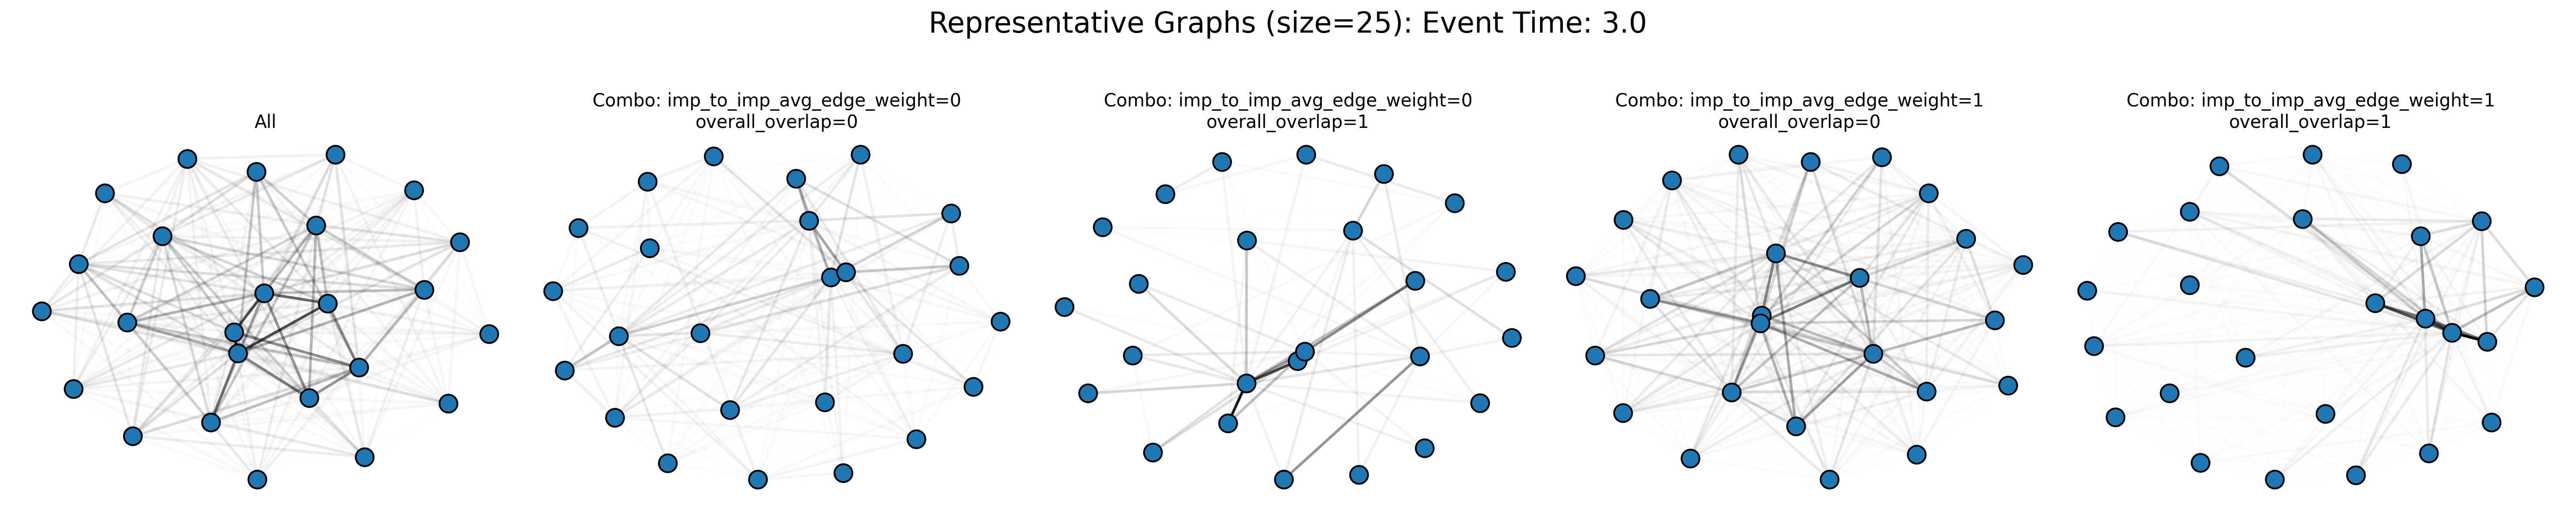 Representative Graphs (size=25): Event Time: 3.0
All
Combo: imp_to_imp_avg_edge_weight=0
overall_overlap=0
Combo: imp_to_imp_avg_edge_weight=0
overall_overlap=1
Combo: imp_to_imp_avg_edge_weight=1
overall_overlap=0
Combo: imp_to_imp_avg_edge_weight=1
overall_overlap=1